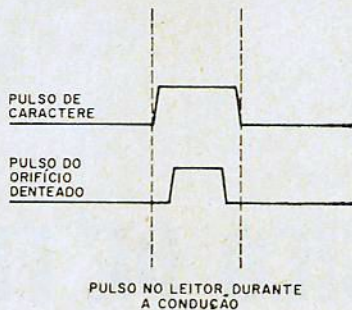 PULSO DE
CARACTERE
PULSO DO
ORIFÍCIO
DENTEADO
PULSO NO LEITOR DURANTE
A CONDUÇÃO